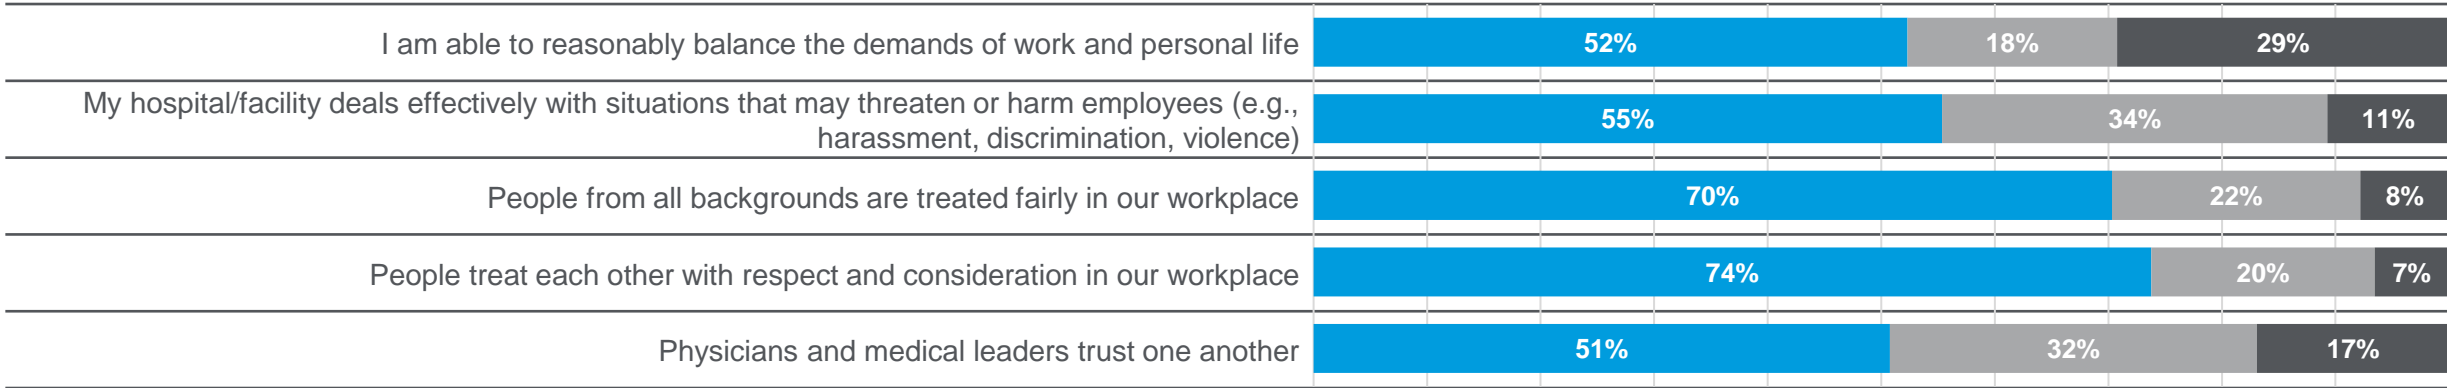 I am able to reasonably balance the demands of work and personal life
52% 18% 29%
My hospital/facility deals effectively with situations that may threaten or harm employees (e.g.,
harassment, discrimination, violence)
55% 34% 11%
People from all backgrounds are treated fairly in our workplace
70% 22% 8%
People treat each other with respect and consideration in our workplace
74% 20% 7%
Physicians and medical leaders trust one another
51% 32% 17%